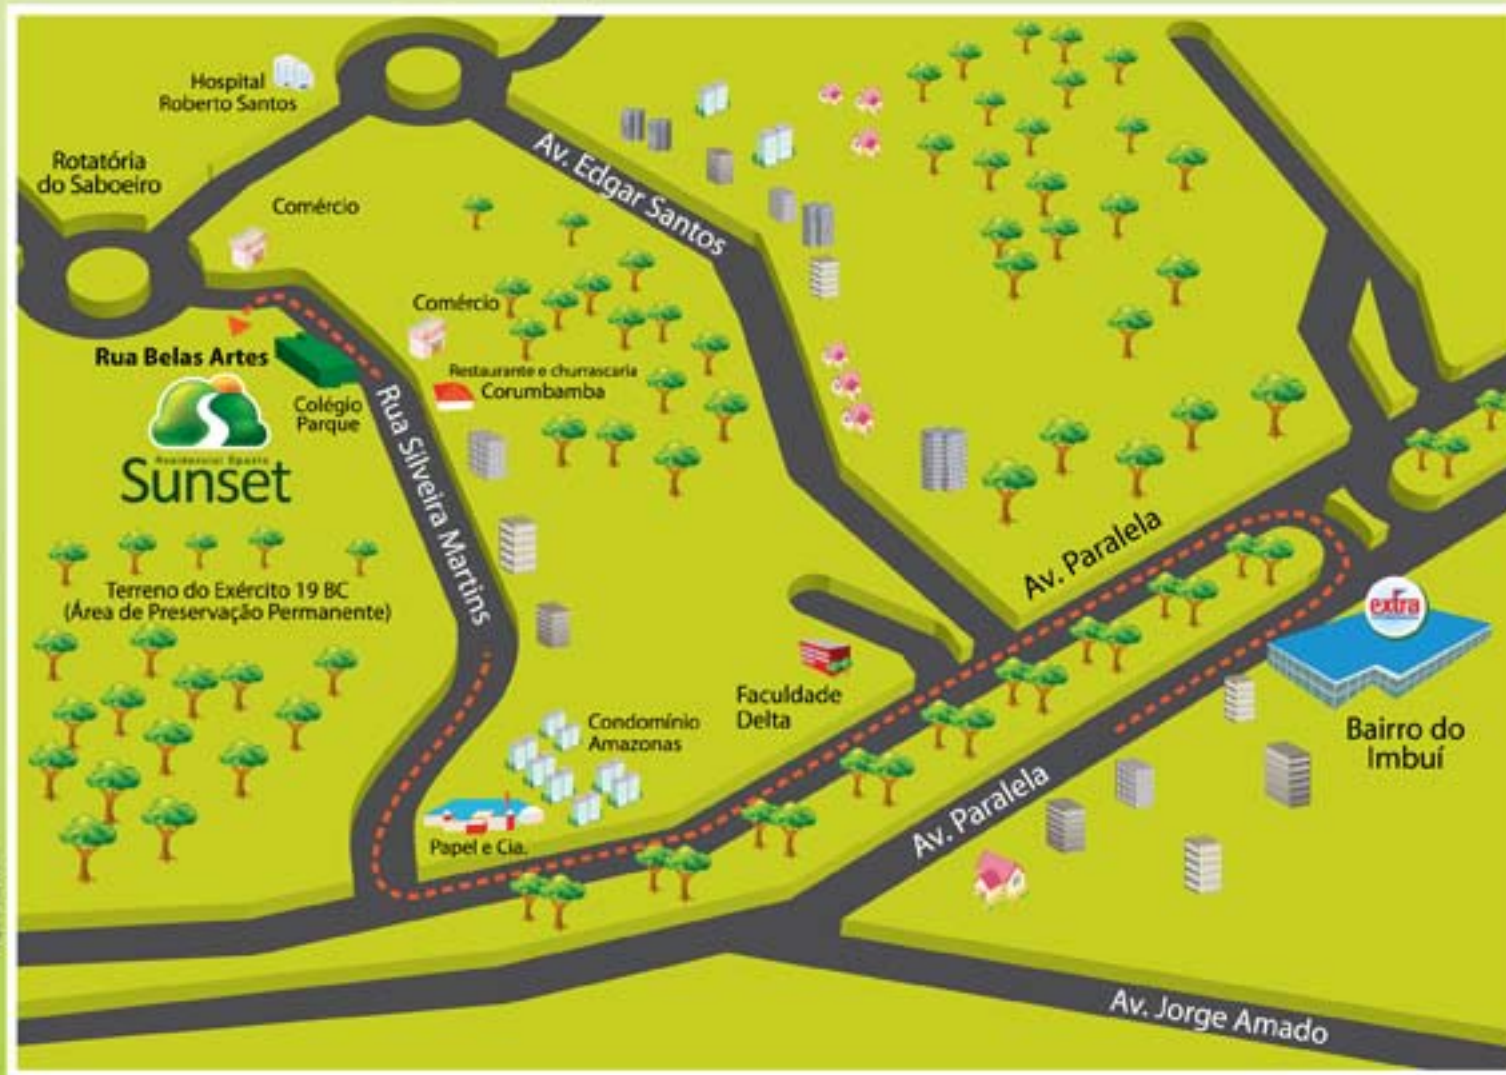 Hospital
Roberto Santos
Rotatória
do Saboeiro
Comércio
Av. Edgar Santos
Comércio
Rua Belas Artes
Restaurante e churrascaria
Corumbamba
Colégio
Parque
Residencial Spazio
Sunset
Rua Silveira Martins
Terreno do Exército 19 BC
(Área de Preservação Permanente)
Av. Paralela
extra
Faculdade
Delta
Condomínio
Amazonas
Bairro do
Imbuí
Papel e Cia.
Av. Paralela
Av. Jorge Amado